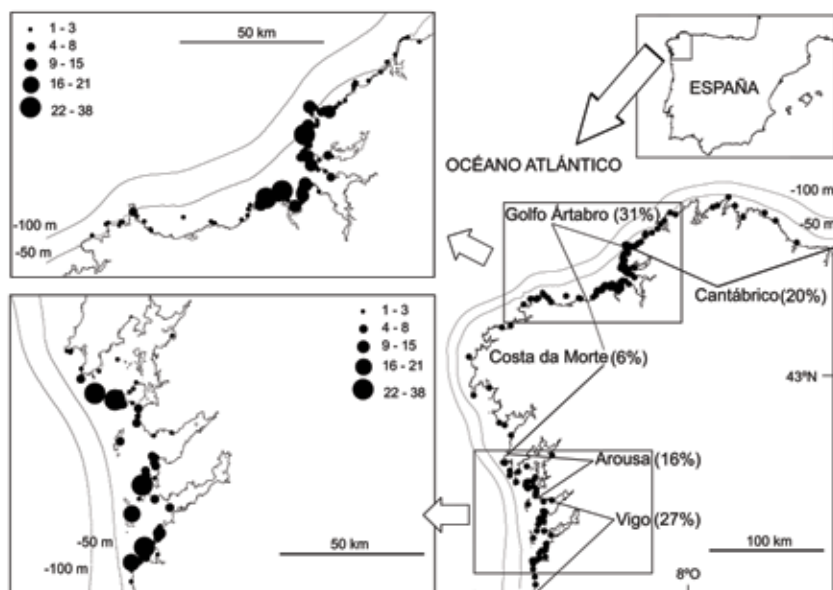 1 - 3
4 - 8
9 - 15
16 - 21
22 - 38
50 km
-100 m
-50 m
ESPAÑA
OCÉANO ATLÁNTICO
-100 m
-50 m
Golfo Artabro (31%)
Cantábrico (20%)
Costa da Morte (6%)
43ºN
Arousa (16%)
Vigo (27%)
100 km
8ºO
1 - 3
4 - 8
9 - 15
16 - 21
22 - 38
-50 m
-100 m
50 km